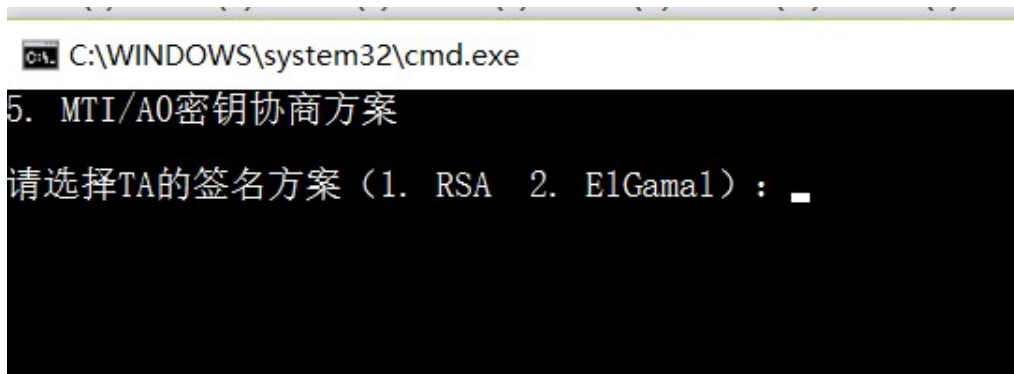 C:\WINDOWS\system32\cmd.exe
5. MTI/A0密钥协商方案
请选择TA的签名方案（1. RSA 2. ElGamal）：